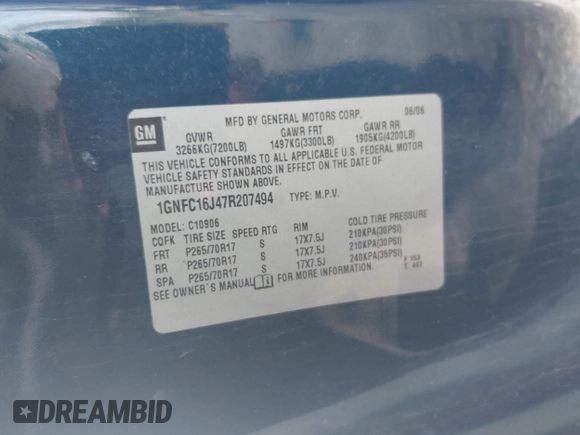 GM
MFD BY GENERAL MOTORS CORP. 06/06
GVWR GAWR FRT GAWR RR
3266KG(7200LB) 1497KG(3300LB) 1905KG(4200LB)
THIS VEHICLE CONFORMS TO ALL APPLICABLE U.S. FEDERAL MOTOR
VEHICLE SAFETY STANDARDS IN EFFECT ON THE DATE OF
MANUFACTURE SHOWN ABOVE.
1GNFC16J47R207494 TYPE: M.P.V.
MODEL: C10906
CQFK TIRE SIZE SPEED RTG RIM COLD TIRE PRESSURE
FRT P265/70R17 S 17X7.5J 210KPA(30PSI)
RR P265/70R17 S 17X7.5J 210KPA(30PSI)
SPA P265/70R17 S 17X7.5J 240KPA(35PSI)
SEE OWNER'S MANUAL FOR MORE INFORMATION.
P 153
T 497
DREAMBID